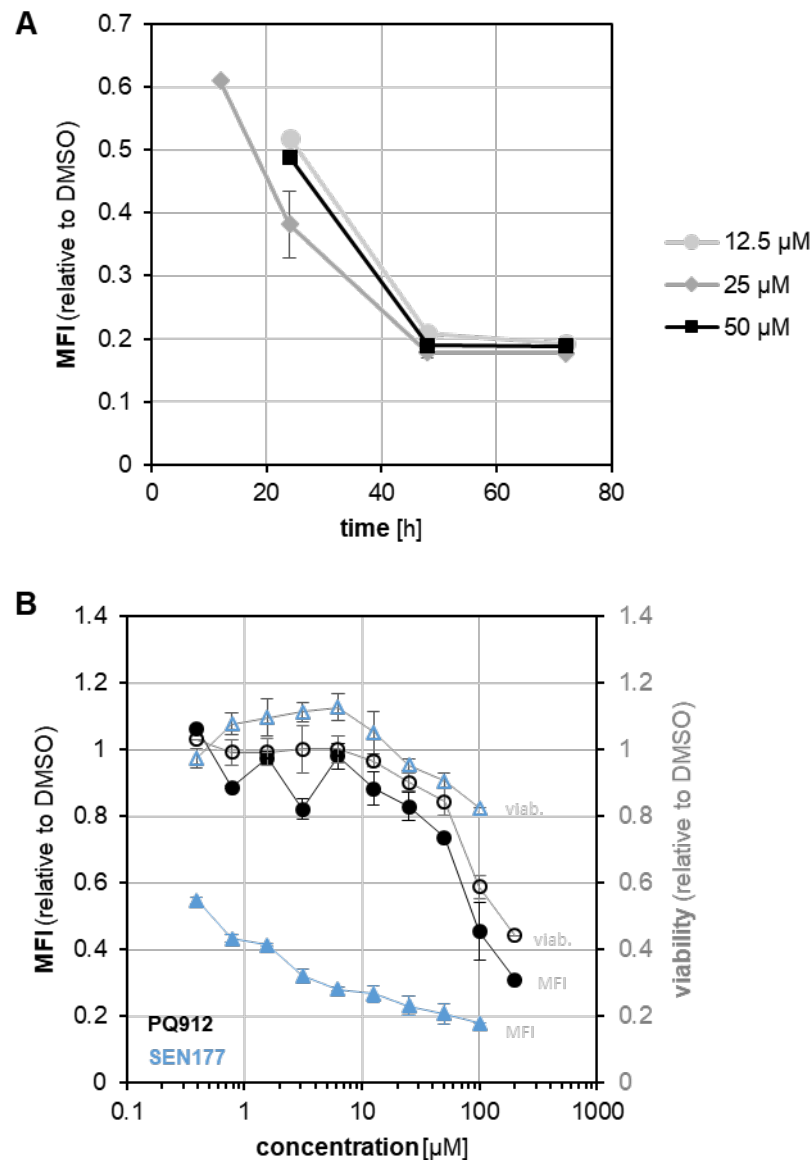 A
MFI (relative to DMSO)
0.7
0.6
0.5
0.4
0.3
0.2
0.1
0
0 20 40 60 80
time [h]
12.5 µM
25 µM
50 µM
B
MFI (relative to DMSO)
1.4
1.2
1
0.8
0.6
0.4
0.2
0
viab.
viab.
MFI
MFI
PQ912
SEN177
1.4
1.2
1
0.8
0.6
0.4
0.2
0
viability (relative to DMSO)
0.1 1 10 100 1000
concentration [µM]